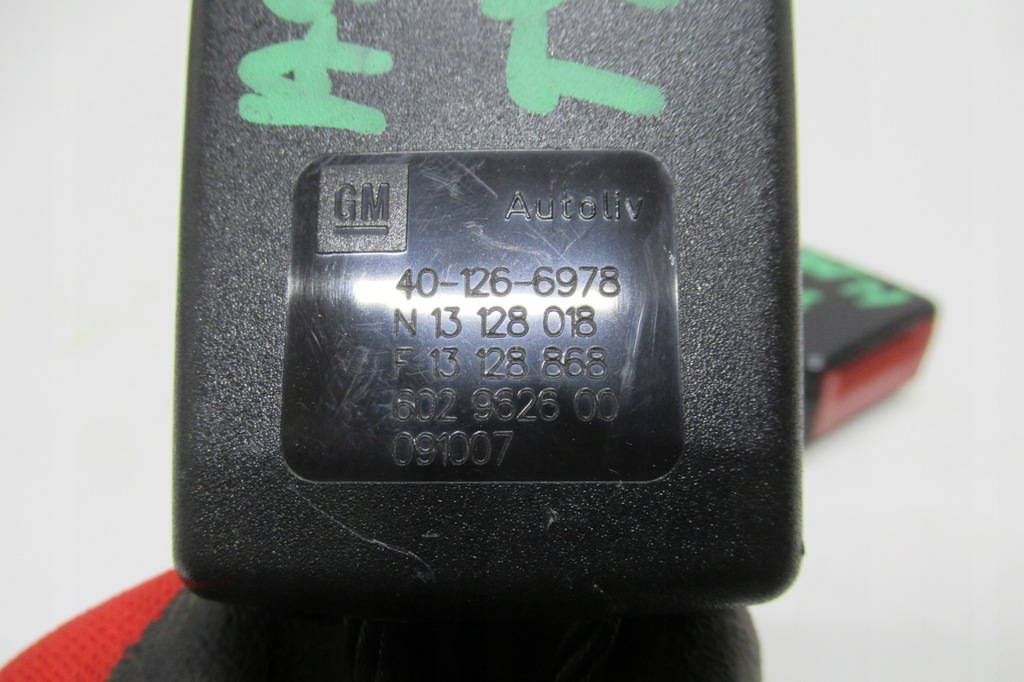 GM Autoliv
40-126-6978
N 13 128 018
F 13 128 868
602 9626 00
091007